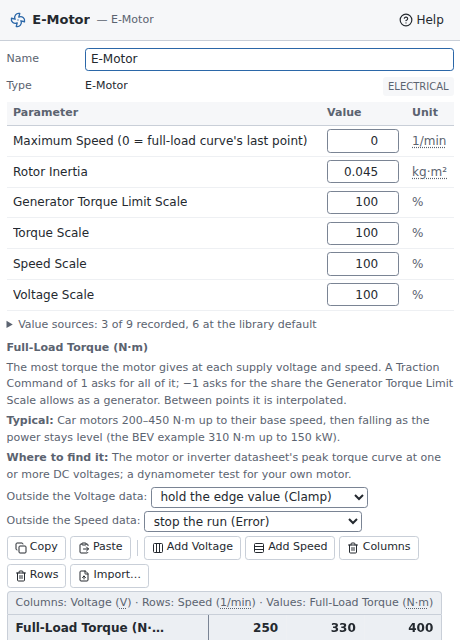 E-Motor — E-Motor
Help
Name E-Motor
Type E-Motor ELECTRICAL
Parameter Value Unit
Maximum Speed (0 = full-load curve's last point) 0 1/min
Rotor Inertia 0.045 kg·m²
Generator Torque Limit Scale 100 %
Torque Scale 100 %
Speed Scale 100 %
Voltage Scale 100 %
Value sources: 3 of 9 recorded, 6 at the library default
Full-Load Torque (N·m)
The most torque the motor gives at each supply voltage and speed. A Traction
Command of 1 asks for all of it; −1 asks for the share the Generator Torque Limit
Scale allows as a generator. Between points it is interpolated.
Typical: Car motors 200–450 N·m up to their base speed, then falling as the
power stays level (the BEV example 310 N·m up to 150 kW).
Where to find it: The motor or inverter datasheet's peak torque curve at one
or more DC voltages; a dynamometer test for your own motor.
Outside the Voltage data: hold the edge value (Clamp)
Outside the Speed data: stop the run (Error)
Copy Paste Add Voltage Add Speed Columns
Rows Import...
Columns: Voltage (V) · Rows: Speed (1/min) · Values: Full-Load Torque (N·m)
Full-Load Torque (N·... 250 330 400